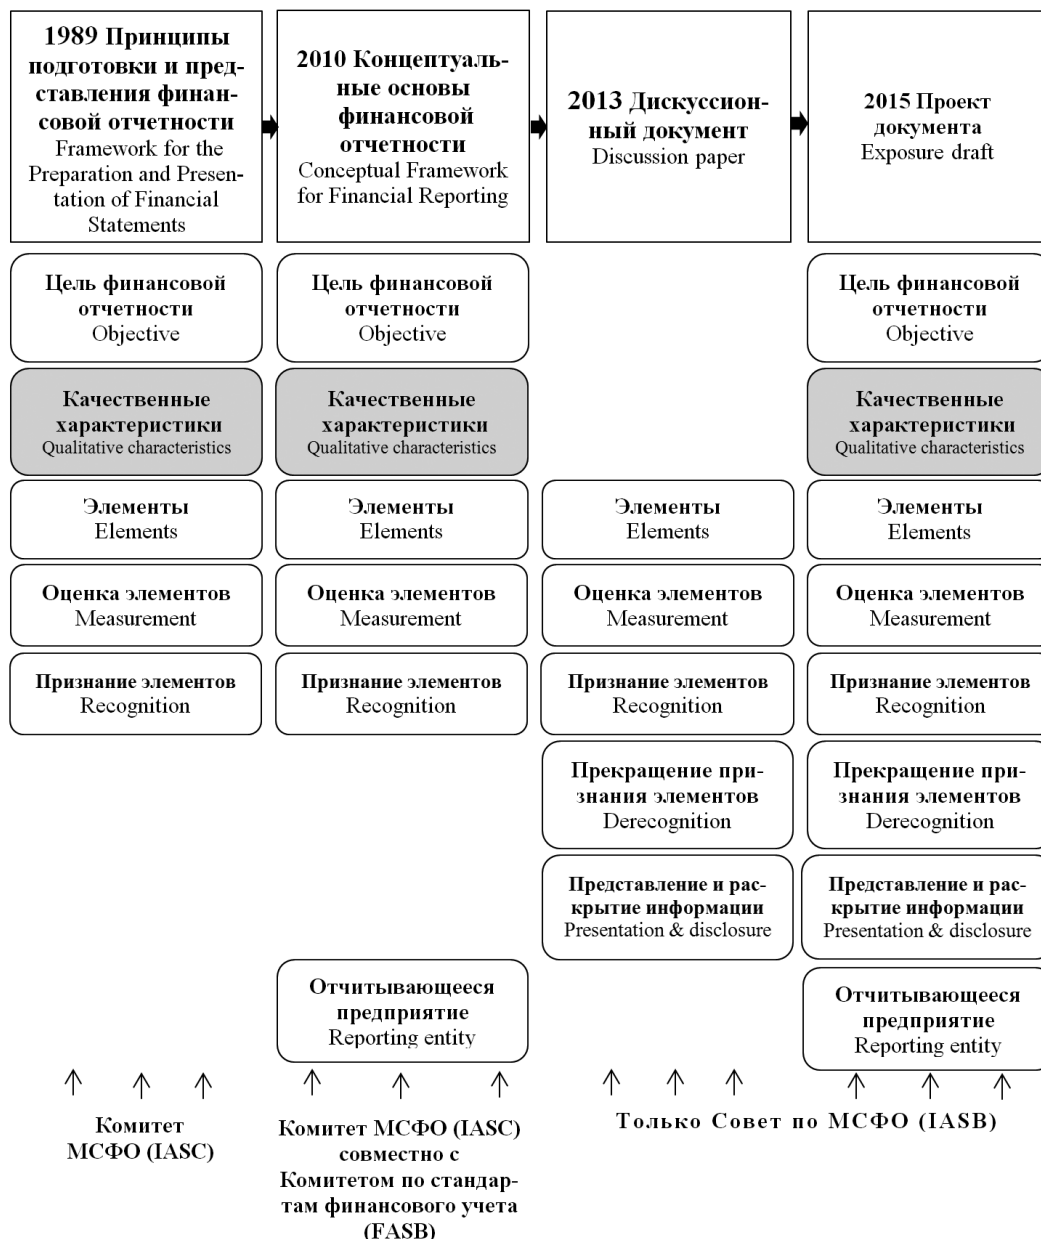 1989 Принципы
подготовки и пред-
ставления финан-
совой отчетности
Framework for the
Preparation and Presen-
tation of Financial
Statements
2010 Концептуаль-
ные основы
финансовой
отчетности
Conceptual Framework
for Financial Reporting
2013 Дискуссион-
ный документ
Discussion paper
2015 Проект
документа
Exposure draft
Цель финансовой
отчетности
Objective
Цель финансовой
отчетности
Objective
Цель финансовой
отчетности
Objective
Качественные
характеристики
Qualitative characteristics
Качественные
характеристики
Qualitative characteristics
Качественные
характеристики
Qualitative characteristics
Элементы
Elements
Элементы
Elements
Элементы
Elements
Элементы
Elements
Оценка элементов
Measurement
Оценка элементов
Measurement
Оценка элементов
Measurement
Оценка элементов
Measurement
Признание элементов
Recognition
Признание элементов
Recognition
Признание элементов
Recognition
Признание элементов
Recognition
Прекращение при-
знания элементов
Derecognition
Прекращение при-
знания элементов
Derecognition
Представление и рас-
крытие информации
Presentation & disclosure
Представление и рас-
крытие информации
Presentation & disclosure
Отчитывающееся
предприятие
Reporting entity
Отчитывающееся
предприятие
Reporting entity
Комитет
МСФО (IASC)
Комитет МСФО (IASC)
совместно с
Комитетом по стандар-
там финансового учета
(FASB)
Только Совет по МСФО (IASB)